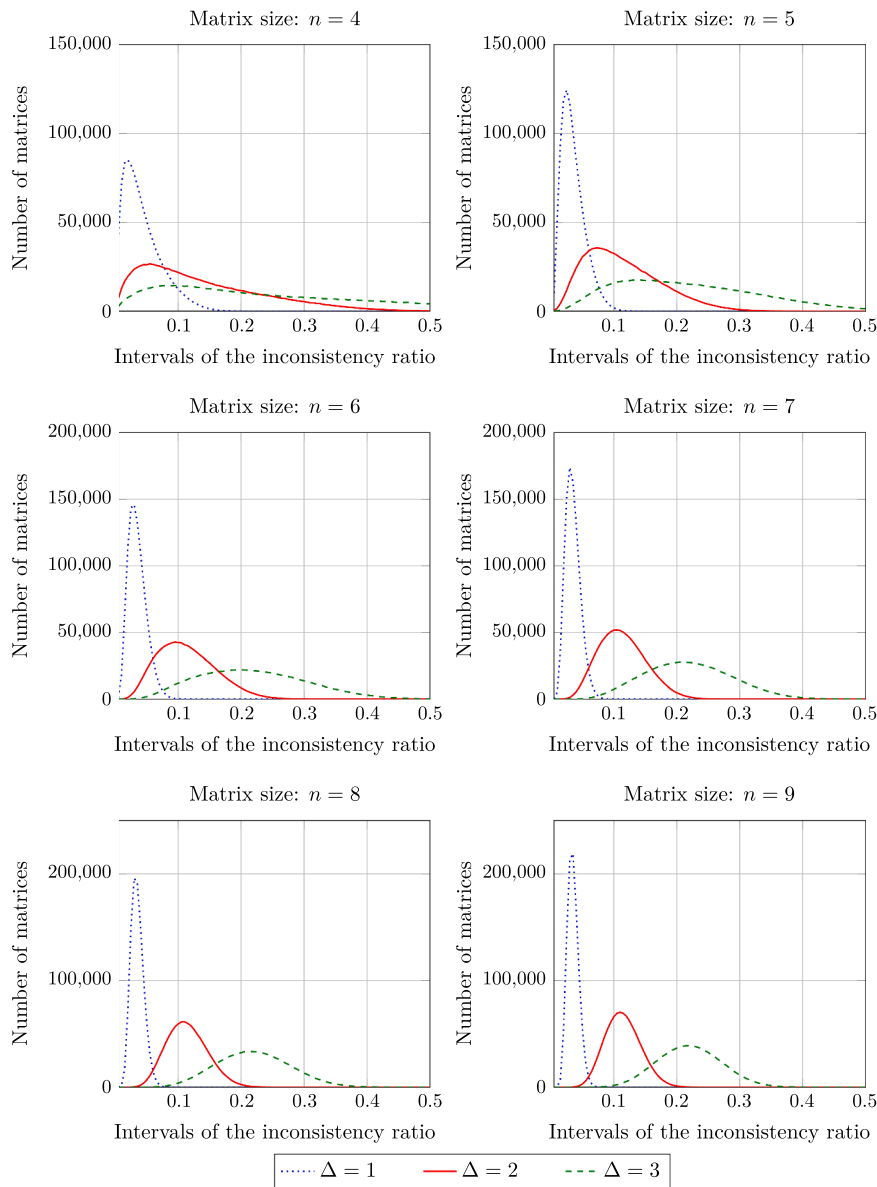 Matrix size: n = 4
Number of matrices
150,000
100,000
50,000
0
0.1 0.2 0.3 0.4 0.5
Intervals of the inconsistency ratio
Matrix size: n = 5
Number of matrices
150,000
100,000
50,000
0
0.1 0.2 0.3 0.4 0.5
Intervals of the inconsistency ratio
Matrix size: n = 6
Number of matrices
200,000
150,000
100,000
50,000
0
0.1 0.2 0.3 0.4 0.5
Intervals of the inconsistency ratio
Matrix size: n = 7
Number of matrices
200,000
150,000
100,000
50,000
0
0.1 0.2 0.3 0.4 0.5
Intervals of the inconsistency ratio
Matrix size: n = 8
Number of matrices
200,000
100,000
0
0.1 0.2 0.3 0.4 0.5
Intervals of the inconsistency ratio
Matrix size: n = 9
Number of matrices
200,000
100,000
0
0.1 0.2 0.3 0.4 0.5
Intervals of the inconsistency ratio
Δ = 1 Δ = 2 Δ = 3